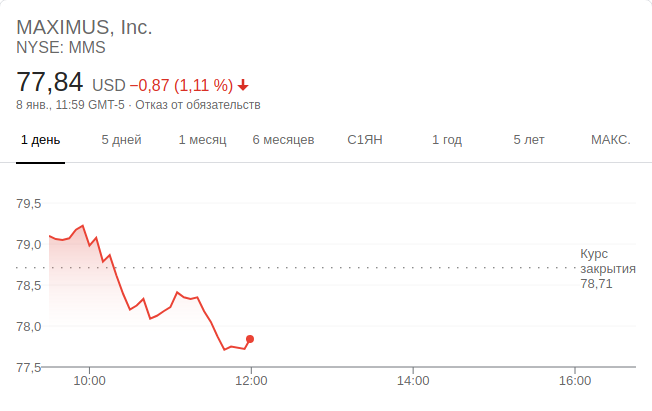 MAXIMUS, Inc.
NYSE: MMS
77,84 USD −0,87 (1,11 %)
8 янв., 11:59 GMT-5 · Отказ от обязательств
1 день 5 дней 1 месяц 6 месяцев С1ЯН 1 год 5 лет МАКС.
79,5
79,0
78,5
78,0
77,5
Курс
закрытия
78,71
10:00 12:00 14:00 16:00